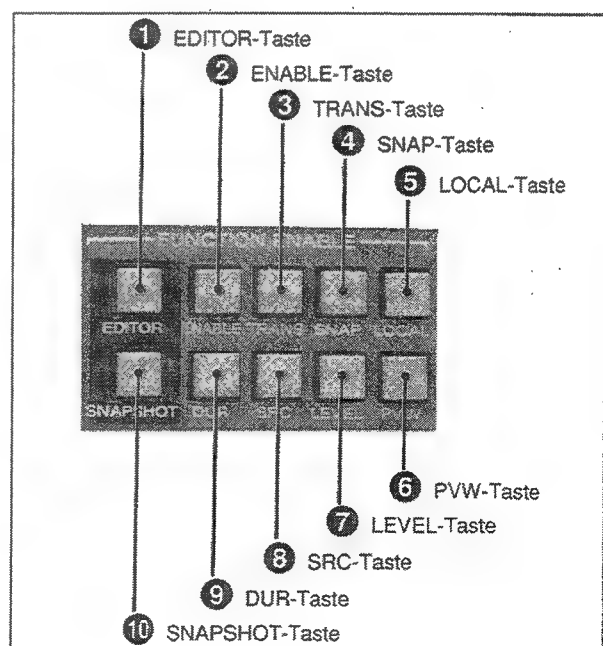 1 EDITOR-Taste
2 ENABLE-Taste
3 TRANS-Taste
4 SNAP-Taste
5 LOCAL-Taste
FUNCTION ENABLE
EDITOR ENABLE TRANS SNAP LOCAL
SNAPSHOT DUR SRC LEVEL PVW
6 PVW-Taste
7 LEVEL-Taste
8 SRC-Taste
9 DUR-Taste
10 SNAPSHOT-Taste